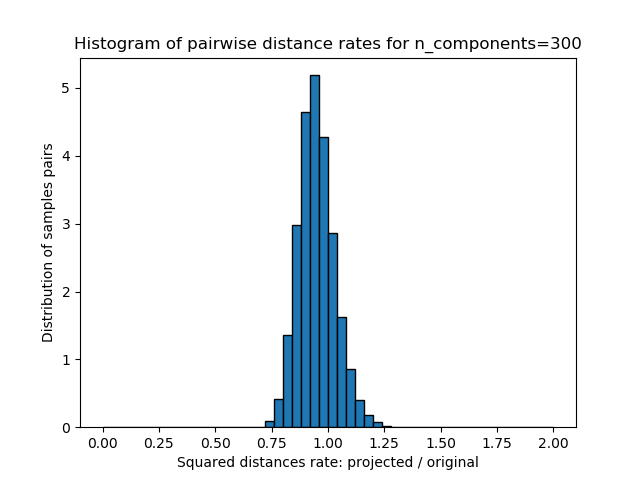 Histogram of pairwise distance rates for n_components=300
Distribution of samples pairs
5
4
3
2
1
0
0.00 0.25 0.50 0.75 1.00 1.25 1.50 1.75 2.00
Squared distances rate: projected / original